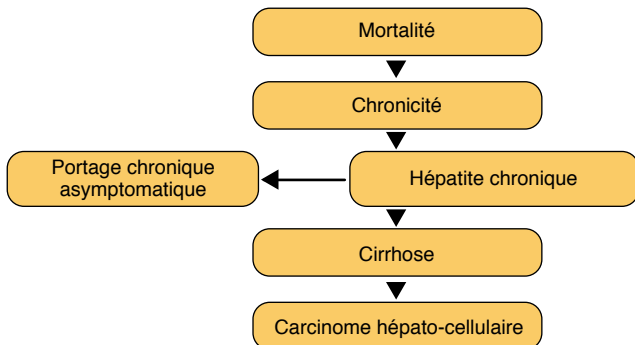 Mortalité
Chronicité
Portage chronique
asymptomatique
Hépatite chronique
Cirrhose
Carcinome hépato-cellulaire